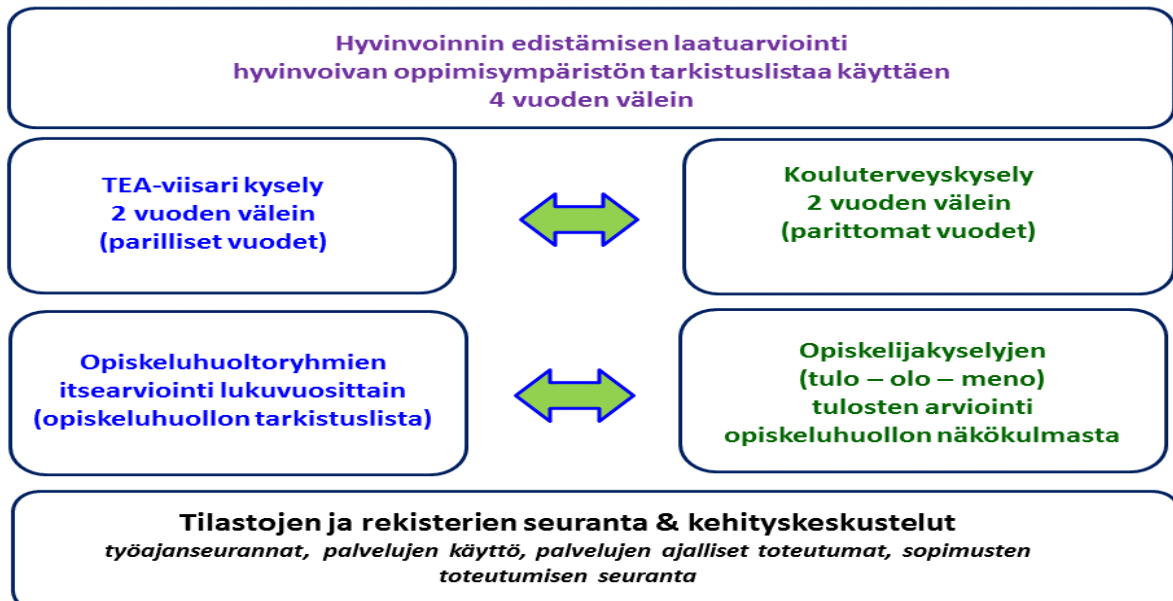 Hyvinvoinnin edistämisen laatuarviointi
hyvinvoivan oppimisympäristön tarkistuslistaa käyttäen
4 vuoden välein
TEA-viisari kysely
2 vuoden välein
(parilliset vuodet)
Kouluterveyskysely
2 vuoden välein
(parittomat vuodet)
Opiskeluhuoltoryhmien
itsearviointi lukuvuosittain
(opiskeluhuollon tarkistuslista)
Opiskelijakyselyjen
(tulo – olo – meno)
tulosten arviointi
opiskeluhuollon näkökulmasta
Tilastojen ja rekisterien seuranta & kehityskeskustelut
työajanseurannat, palvelujen käyttö, palvelujen ajalliset toteutumat, sopimusten
toteutumisen seuranta